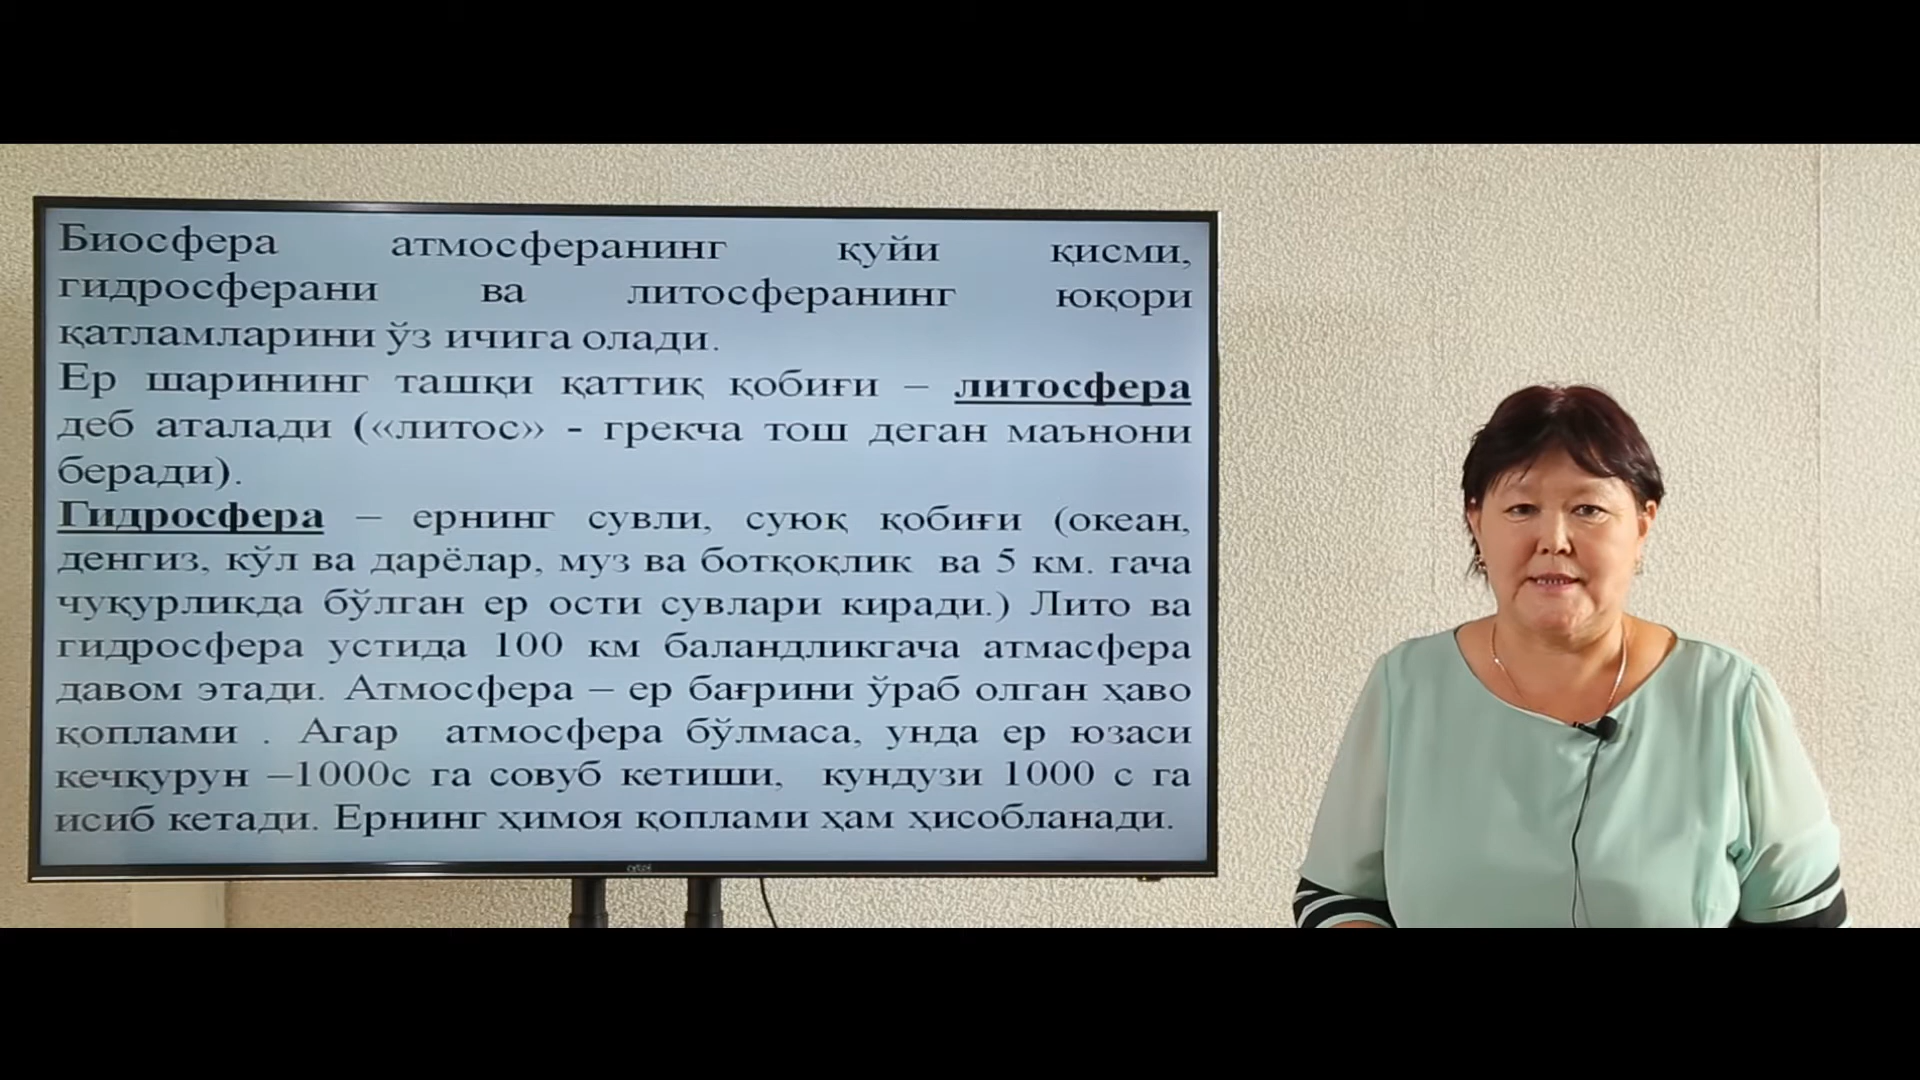 Биосфера атмосферанинг қуйи қисми,
гидросферани ва литосферанинг юқори
қатламларини ўз ичига олади.
Ер шарининг ташқи қаттиқ қобиғи – литосфера
деб аталади («литос» - грекча тош деган маънони
беради).
Гидросфера – ернинг сувли, суюқ қобиғи (океан,
денгиз, кўл ва дарёлар, муз ва ботқоқлик ва 5 км. гача
чуқурликда бўлган ер ости сувлари киради.) Лито ва
гидросфера устида 100 км баландликгача атмасфера
давом этади. Атмосфера – ер бағрини ўраб олган ҳаво
қоплами . Агар атмосфера бўлмаса, унда ер юзаси
кечқурун –1000с га совуб кетиши, кундузи 1000 с га
исиб кетади. Ернинг ҳимоя қоплами ҳам ҳисобланади.